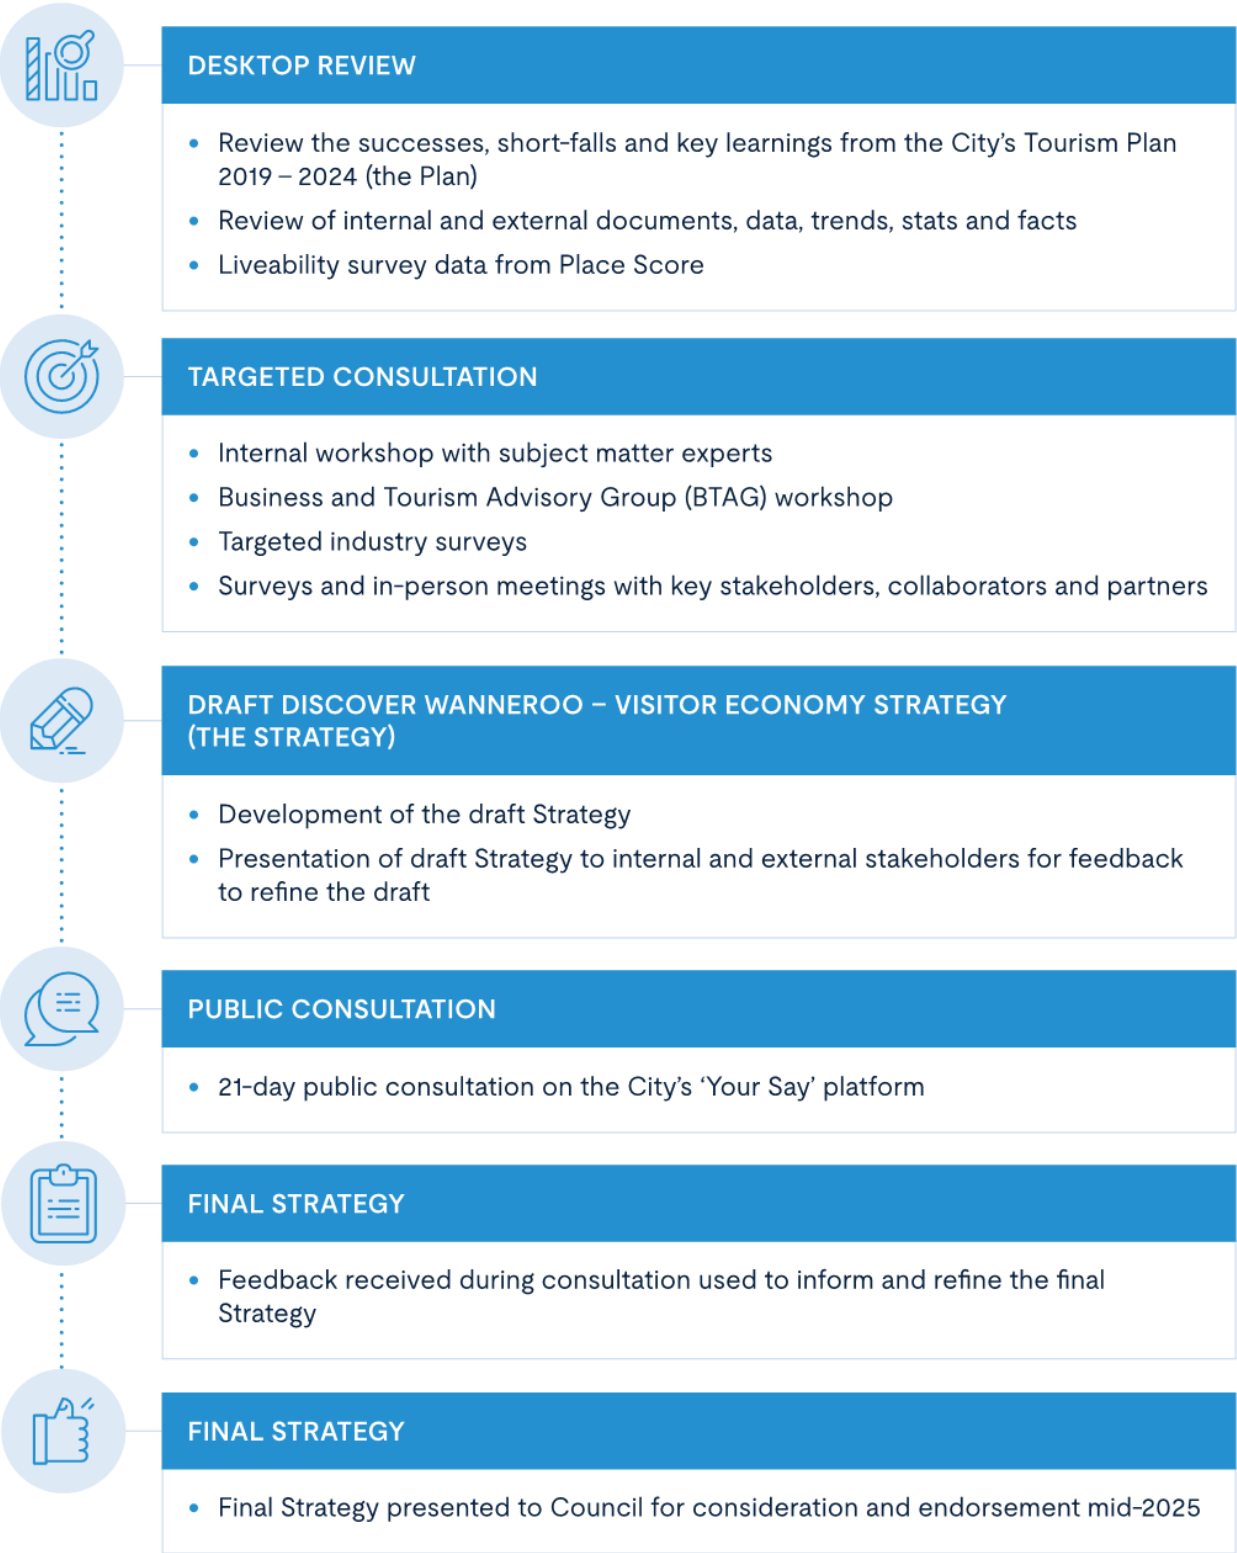 DESKTOP REVIEW
• Review the successes, short-falls and key learnings from the City’s Tourism Plan
2019 – 2024 (the Plan)
• Review of internal and external documents, data, trends, stats and facts
• Liveability survey data from Place Score
TARGETED CONSULTATION
• Internal workshop with subject matter experts
• Business and Tourism Advisory Group (BTAG) workshop
• Targeted industry surveys
• Surveys and in-person meetings with key stakeholders, collaborators and partners
DRAFT DISCOVER WANNEROO – VISITOR ECONOMY STRATEGY
(THE STRATEGY)
• Development of the draft Strategy
• Presentation of draft Strategy to internal and external stakeholders for feedback
to refine the draft
PUBLIC CONSULTATION
• 21-day public consultation on the City’s ‘Your Say’ platform
FINAL STRATEGY
• Feedback received during consultation used to inform and refine the final
Strategy
FINAL STRATEGY
• Final Strategy presented to Council for consideration and endorsement mid-2025